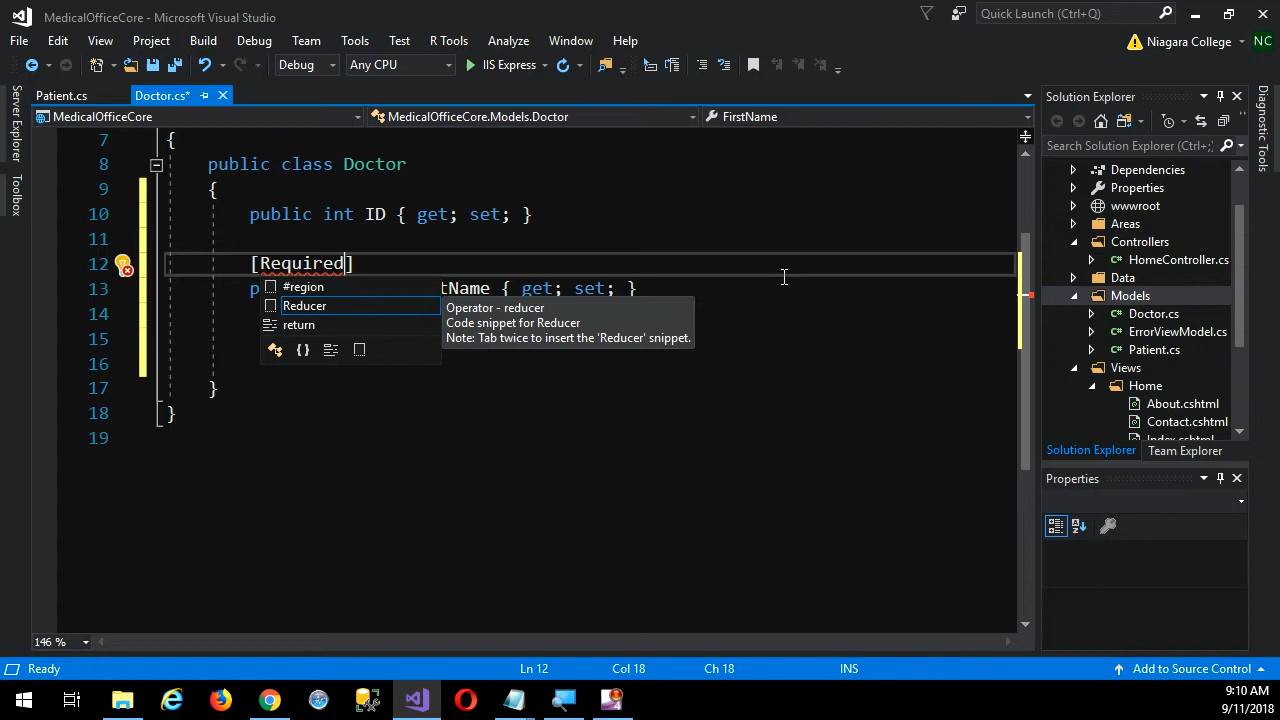 MedicalOfficeCore - Microsoft Visual Studio
Quick Launch (Ctrl+Q)
File Edit View Project Build Debug Team Tools Test R Tools Analyze Window Help
Niagara College NC
Debug Any CPU IIS Express
Server Explorer
Toolbox
Patient.cs Doctor.cs*
MedicalOfficeCore MedicalOfficeCore.Models.Doctor FirstName
7 {
8 public class Doctor
9 {
10 public int ID { get; set; }
11
12 [Required]
13 p tName { get; set; }
14
15
16
17 }
18 }
19
#region
Reducer
return
Operator - reducer
Code snippet for Reducer
Note: Tab twice to insert the 'Reducer' snippet.
146 %
Solution Explorer
Search Solution Explorer (Ctrl+;)
Dependencies
Properties
wwwroot
Areas
Controllers
HomeController.cs
Data
Models
Doctor.cs
ErrorViewModel.cs
Patient.cs
Views
Home
About.cshtml
Contact.cshtml
Index.cshtml
Solution Explorer Team Explorer
Properties
Diagnostic Tools
Ready Ln 12 Col 18 Ch 18 INS Add to Source Control
9:10 AM
9/11/2018